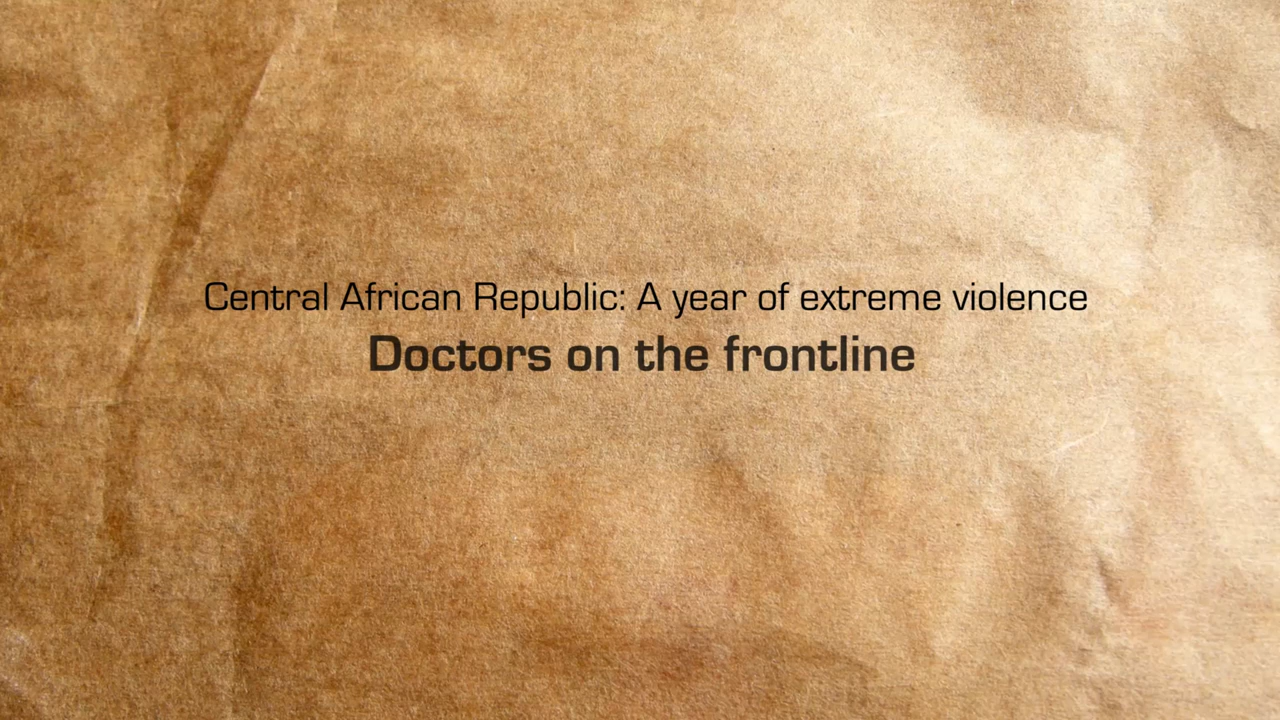 Central African Republic: A year of extreme violence
Doctors on the frontline